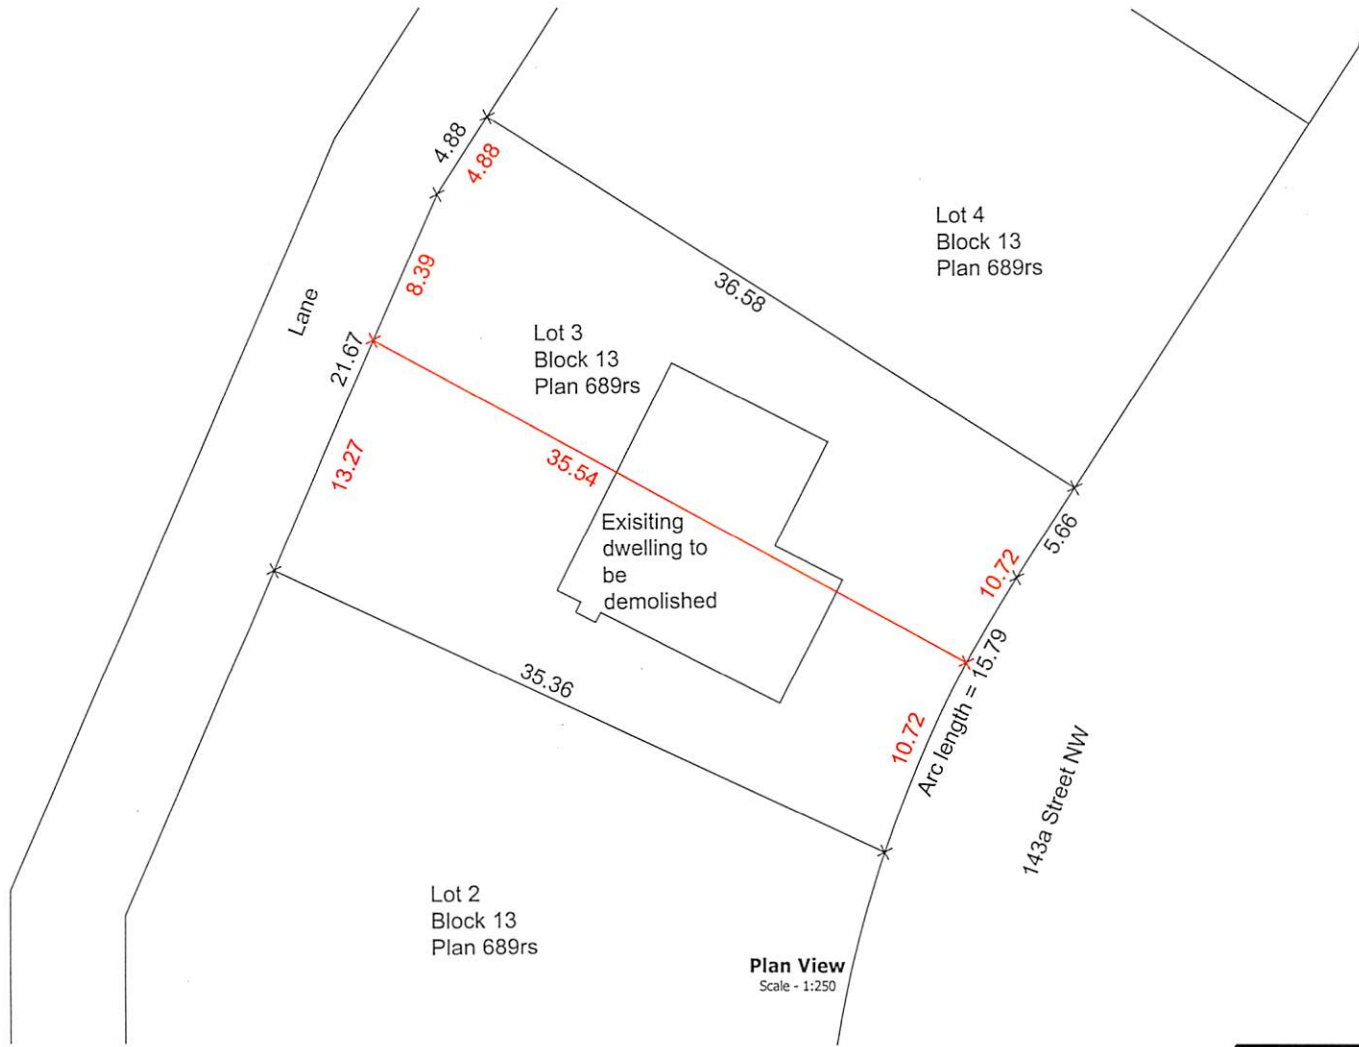 4.88
4.88
Lot 4
Block 13
Plan 689rs
8.39
36.58
Lane
Lot 3
Block 13
Plan 689rs
21.67
13.27
35.54
Exisiting
dwelling to
be
demolished
5.66
10.72
35.36
Arc length = 15.79
10.72
143a Street NW
Lot 2
Block 13
Plan 689rs
Plan View
Scale - 1:250